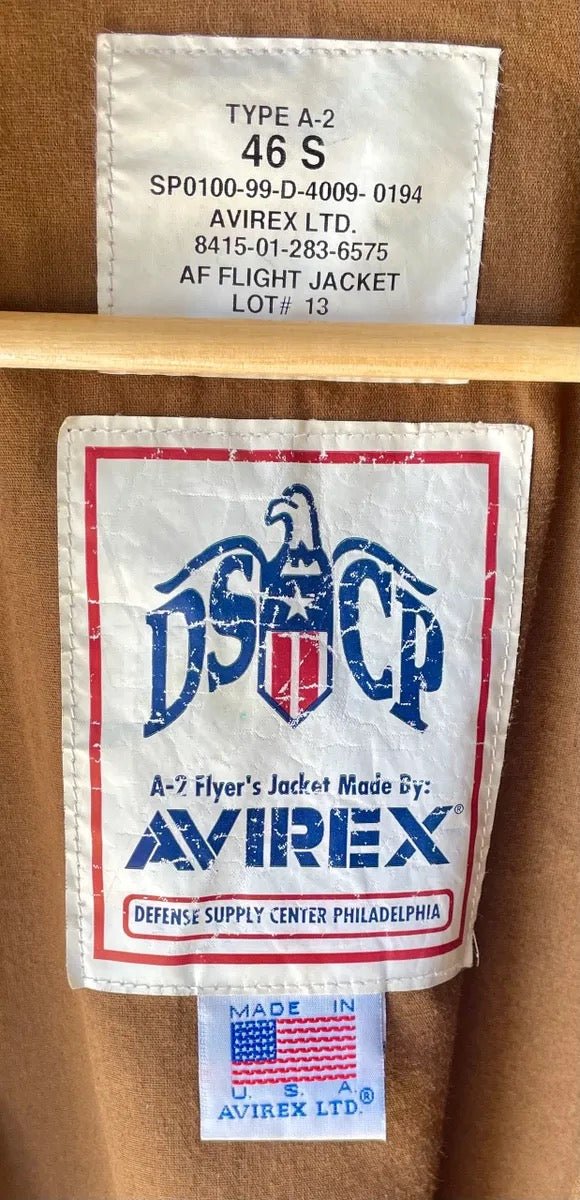 TYPE A-2
46 S
SP0100-99-D-4009- 0194
AVIREX LTD.
8415-01-283-6575
AF FLIGHT JACKET
LOT# 13
DSCP
A-2 Flyer's Jacket Made By:
AVIREX®
DEFENSE SUPPLY CENTER PHILADELPHIA
MADE IN
U. S. A.
AVIREX LTD.®